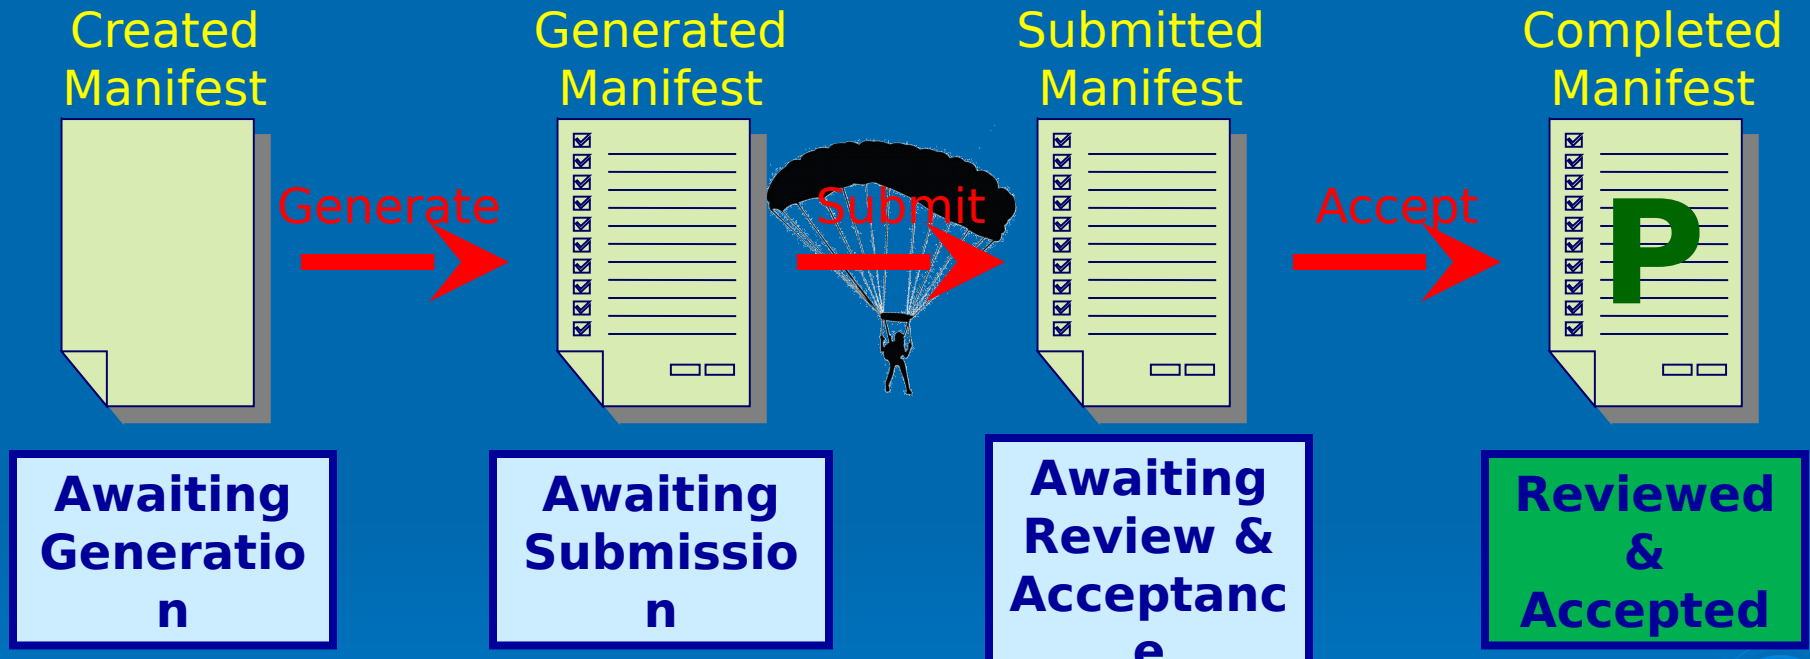 Created
Manifest
Generated
Manifest
Submitted
Manifest
Completed
Manifest
Generate
Submit
Accept
P
Awaiting
Generatio
n
Awaiting
Submissio
n
Awaiting
Review &
Acceptanc
e
Reviewed
&
Accepted